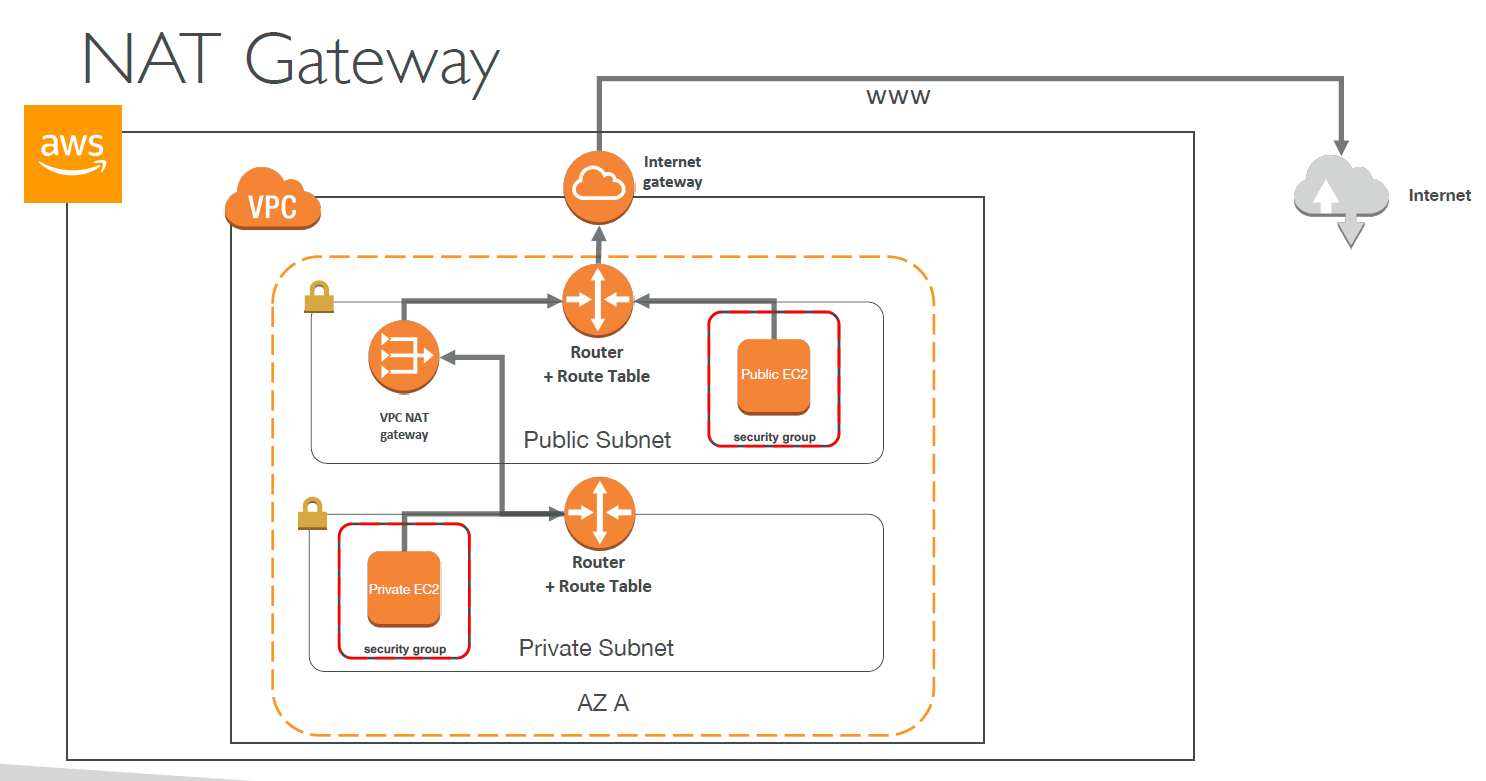 NAT Gateway
www
aws
Internet
gateway
VPC
Internet
Router
+ Route Table
Public EC2
VPC NAT
gateway
Public Subnet
security group
Router
+ Route Table
Private EC2
security group
Private Subnet
AZ A